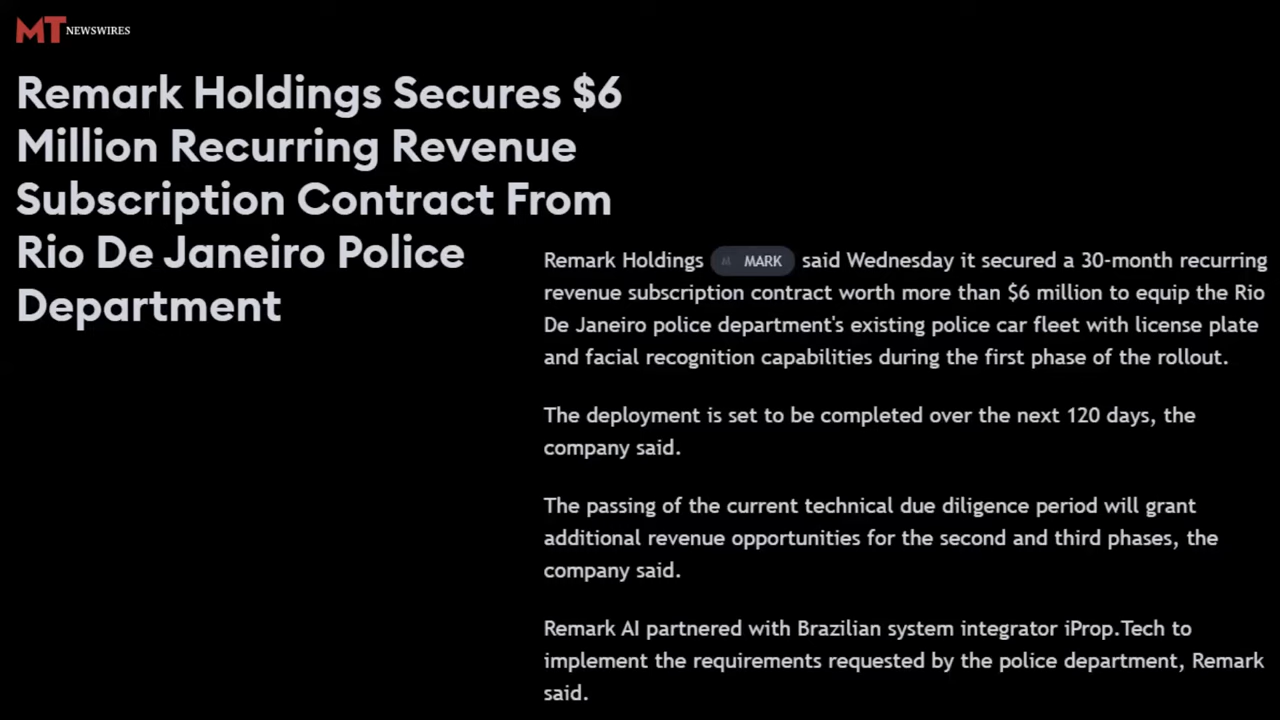 MT NEWSWIRES
Remark Holdings Secures $6
Million Recurring Revenue
Subscription Contract From
Rio De Janeiro Police
Department
Remark Holdings MARK said Wednesday it secured a 30-month recurring
revenue subscription contract worth more than $6 million to equip the Rio
De Janeiro police department's existing police car fleet with license plate
and facial recognition capabilities during the first phase of the rollout.
The deployment is set to be completed over the next 120 days, the
company said.
The passing of the current technical due diligence period will grant
additional revenue opportunities for the second and third phases, the
company said.
Remark AI partnered with Brazilian system integrator iProp.Tech to
implement the requirements requested by the police department, Remark
said.